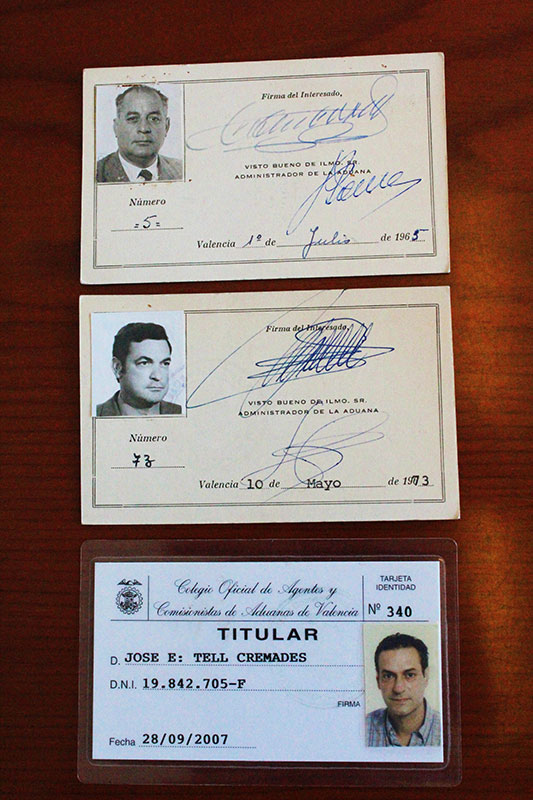 Firma del Interesado,
VISTO BUENO DE ILMO. SR.
ADMINISTRADOR DE LA ADUANA
Número
=5=
Valencia 1º de Julio de 1965
Firma del Interesado,
VISTO BUENO DE ILMO. SR.
ADMINISTRADOR DE LA ADUANA
Número
73
Valencia 10 de Mayo de 1973
Colegio Oficial de Agentes y
Comisionistas de Aduanas de Valencia
TARJETA
IDENTIDAD
Nº 340
TITULAR
D. JOSE E: TELL CREMADES
D.N.I. 19.842.705-F
FIRMA
Fecha 28/09/2007